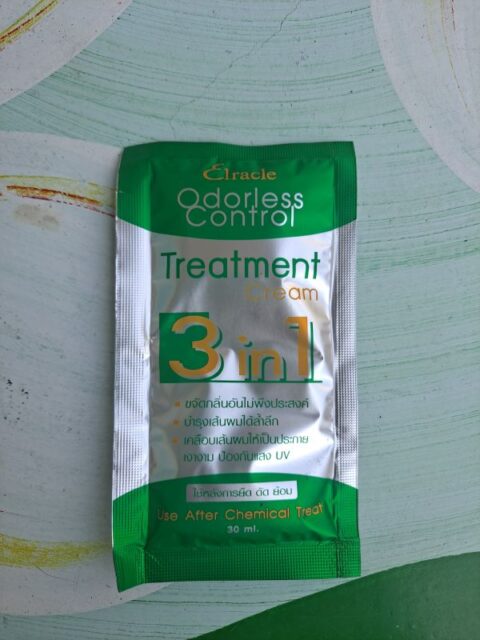 Elracle
Odorless
Control
Treatment
Cream
3 in 1
• ขจัดกลิ่นอันไม่พึงประสงค์
• บำรุงเส้นผมได้ล้ำลึก
• เคลือบเส้นผมให้เป็นประกาย
เงางาม ป้องกันแสง UV
ใช้หลังการยืด ดัด ย้อม
Use After Chemical Treat
30 ml.